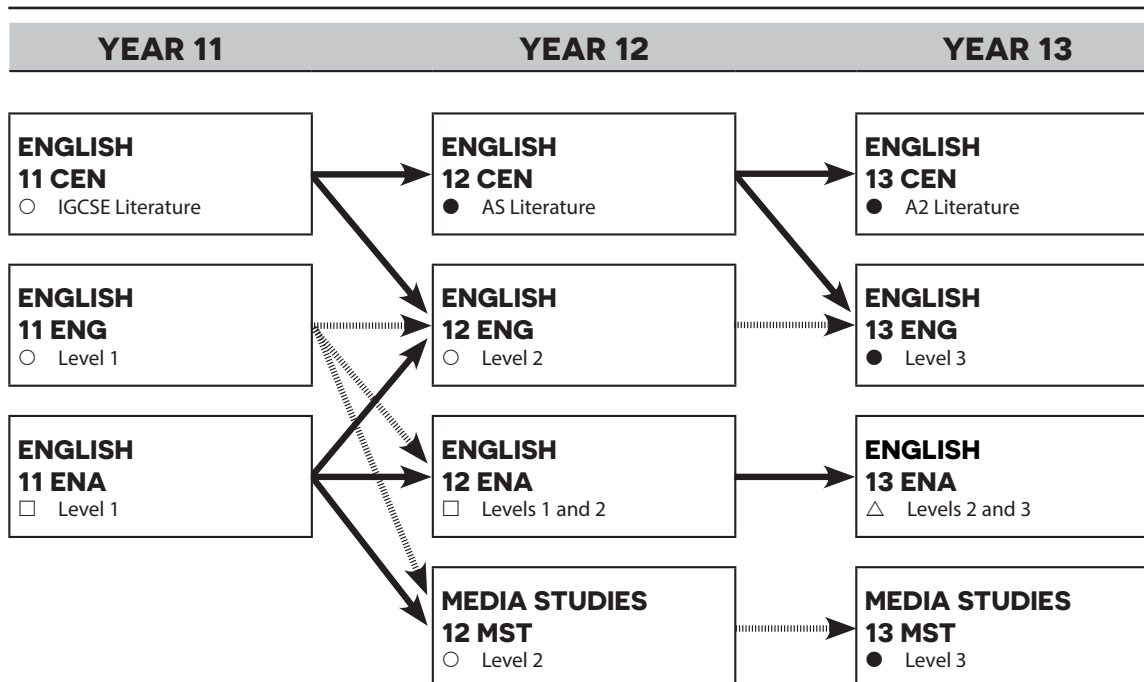 YEAR 11 YEAR 12 YEAR 13
ENGLISH
11 CEN
○ IGCSE Literature
ENGLISH
12 CEN
● AS Literature
ENGLISH
13 CEN
● A2 Literature
ENGLISH
11 ENG
○ Level 1
ENGLISH
12 ENG
○ Level 2
ENGLISH
13 ENG
● Level 3
ENGLISH
11 ENA
□ Level 1
ENGLISH
12 ENA
□ Levels 1 and 2
ENGLISH
13 ENA
△ Levels 2 and 3
MEDIA STUDIES
12 MST
○ Level 2
MEDIA STUDIES
13 MST
● Level 3